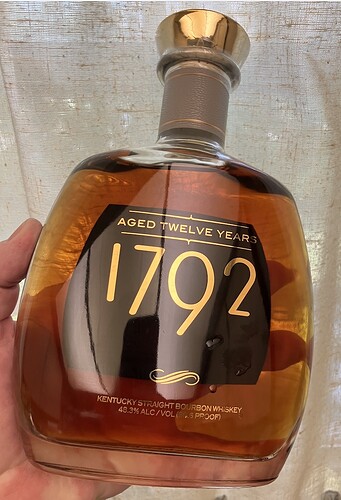 AGED TWELVE YEARS
1792
KENTUCKY STRAIGHT BOURBON WHISKEY
48.3% ALC / VOL PROOF)